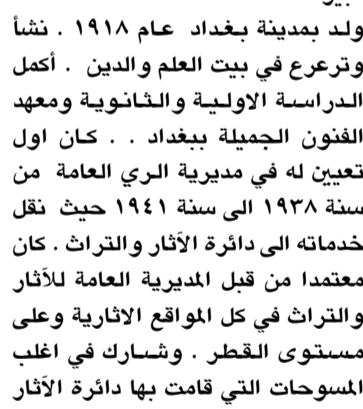 ولد بمدينة بغداد عام ١٩١٨ . نشأ
وترعرع في بيت العلم والدين . أكمل
الدراسة الاولية والثانوية ومعهد
الفنون الجميلة ببغداد . . كان اول
تعيين له في مديرية الري العامة من
سنة ١٩٣٨ الى سنة ١٩٤١ حيث نقل
خدماته الى دائرة الآثار والتراث . كان
معتمدا من قبل المديرية العامة للآثار
والتراث في كل المواقع الاثارية وعلى
مستوى القطر . وشارك في اغلب
المسوحات التي قامت بها دائرة الآثار